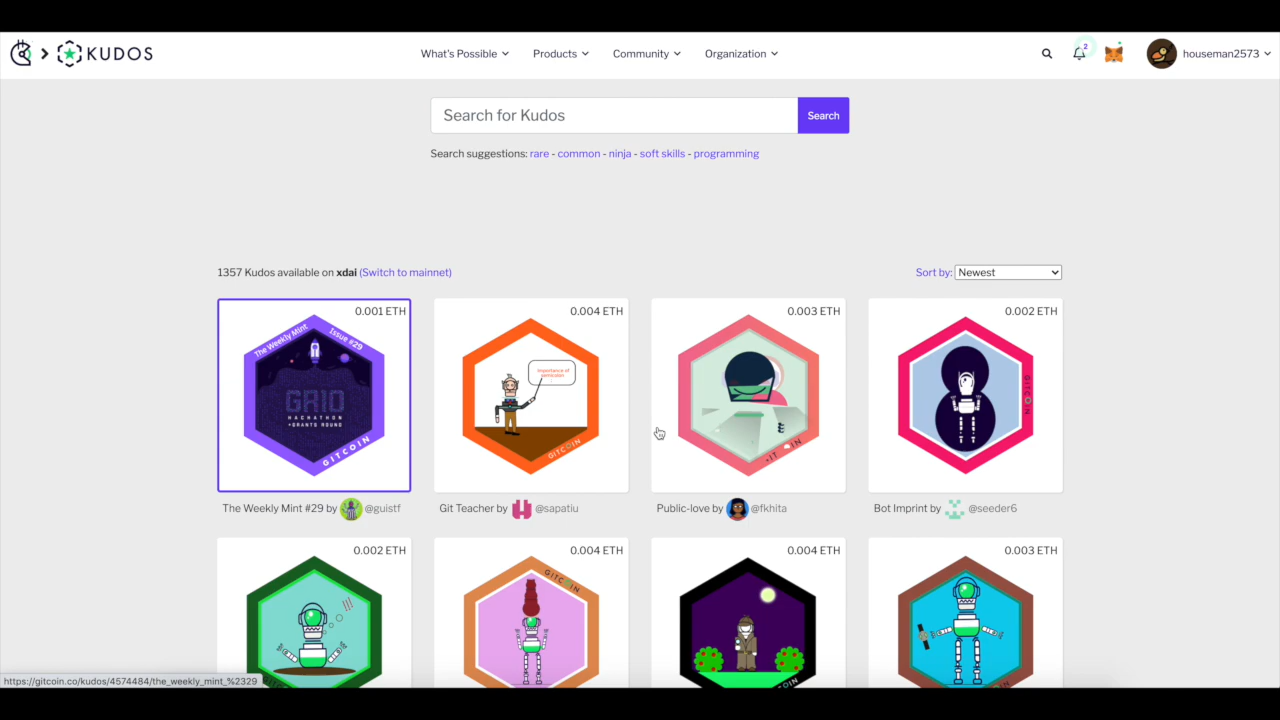 KUDOS
What's Possible
Products
Community
Organization
2
houseman2573
Search for Kudos
Search
Search suggestions: rare - common - ninja - soft skills - programming
1357 Kudos available on xdai (Switch to mainnet)
Sort by: Newest
0.001 ETH
The Weekly Mint
Issue #29
GR10
HACKATHON
+GRANTS ROUND
GITCOIN
0.004 ETH
Importance of
semicolon
GITCOIN
0.003 ETH
0.002 ETH
GITCOIN
The Weekly Mint #29 by @guistf
Git Teacher by @sapatiu
Public-love by @fkhita
Bot Imprint by @seeder6
0.002 ETH
0.004 ETH
GITCOIN
0.004 ETH
0.003 ETH
https://gitcoin.co/kudos/4574484/the_weekly_mint_%2329